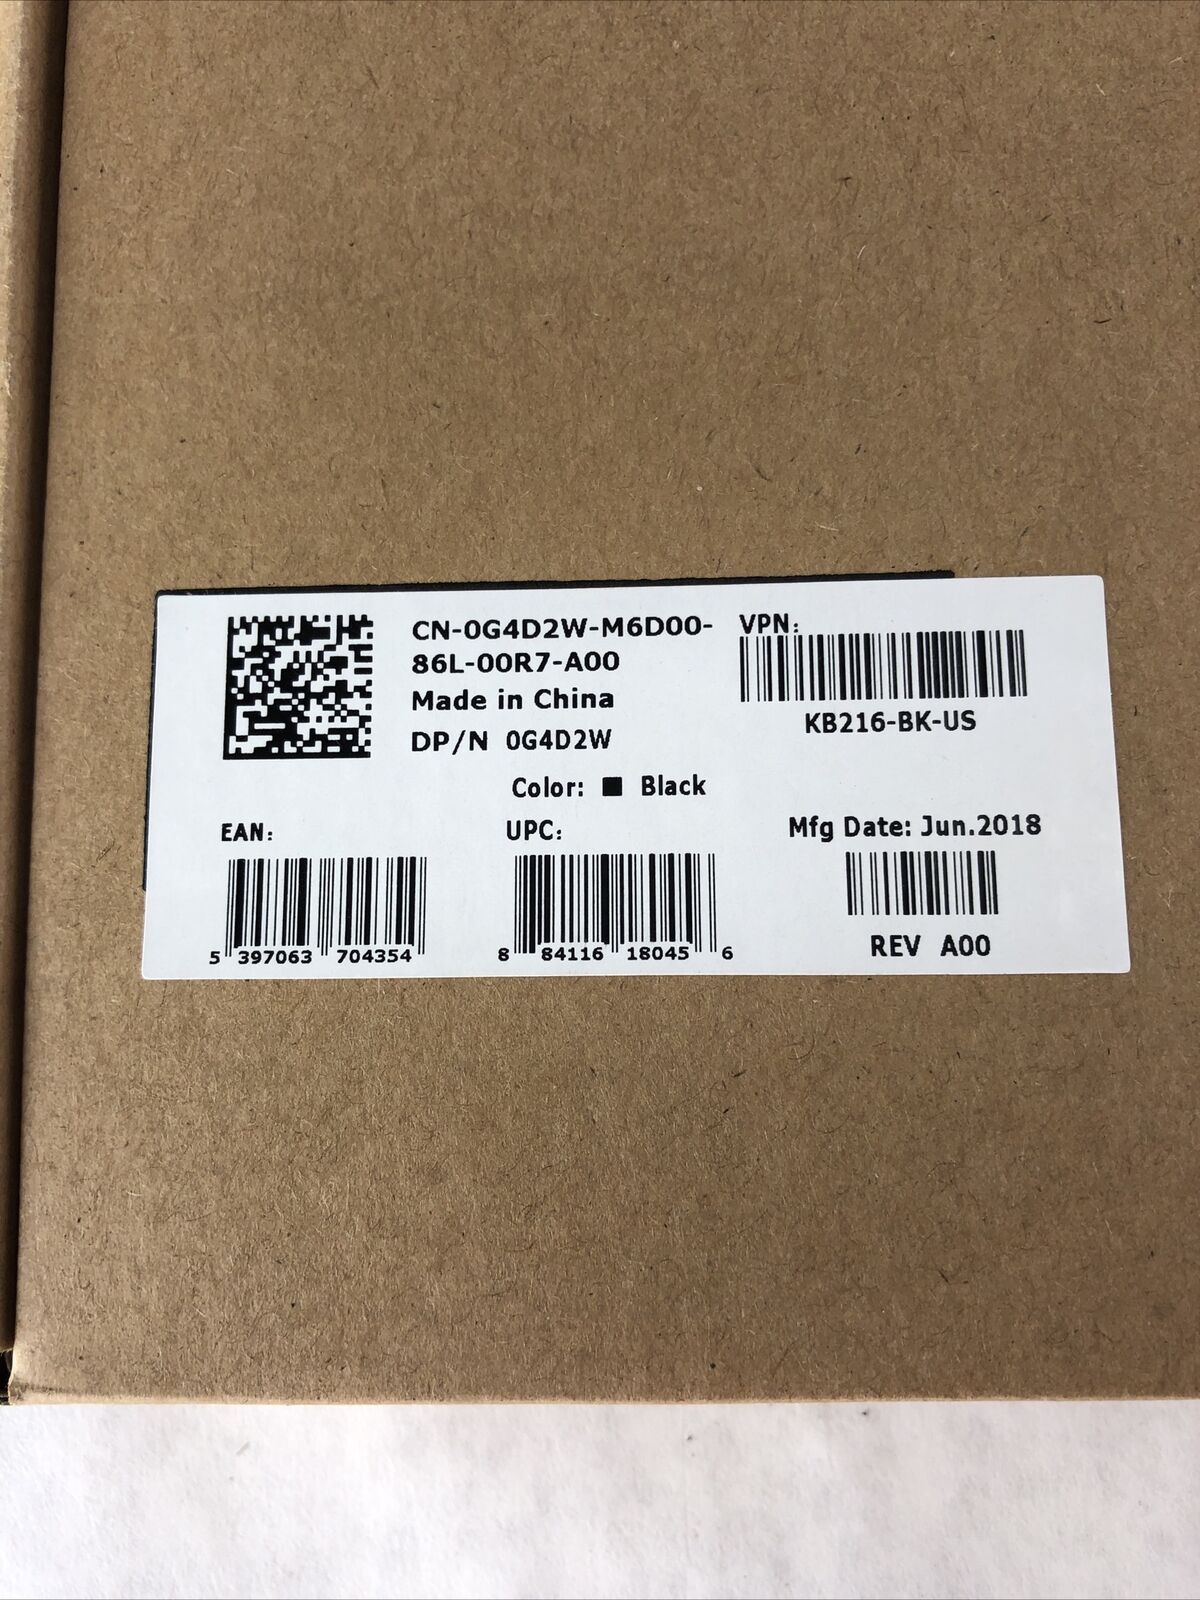 CN-0G4D2W-M6D00-
86L-00R7-A00
Made in China
DP/N 0G4D2W
VPN:
KB216-BK-US
Color: ■ Black
EAN:
5 397063 704354
UPC:
8 84116 18045 6
Mfg Date: Jun.2018
REV A00